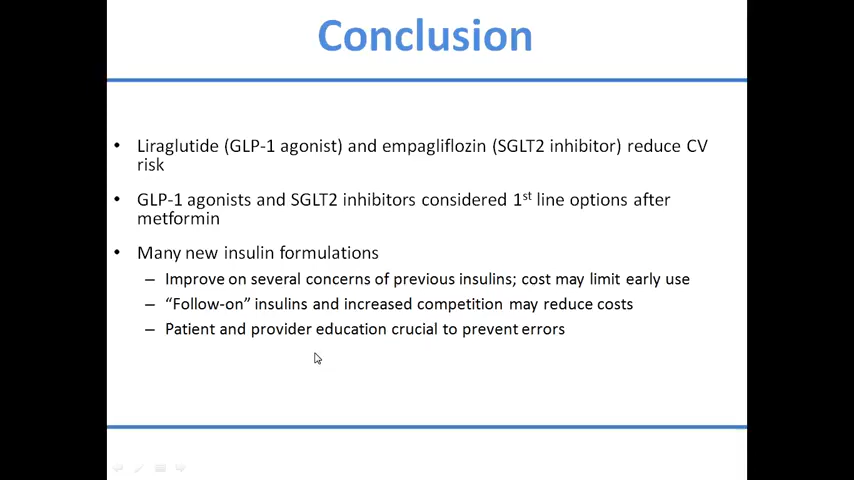 Conclusion
• Liraglutide (GLP-1 agonist) and empagliflozin (SGLT2 inhibitor) reduce CV
risk
• GLP-1 agonists and SGLT2 inhibitors considered 1st line options after
metformin
• Many new insulin formulations
– Improve on several concerns of previous insulins; cost may limit early use
– “Follow-on” insulins and increased competition may reduce costs
– Patient and provider education crucial to prevent errors